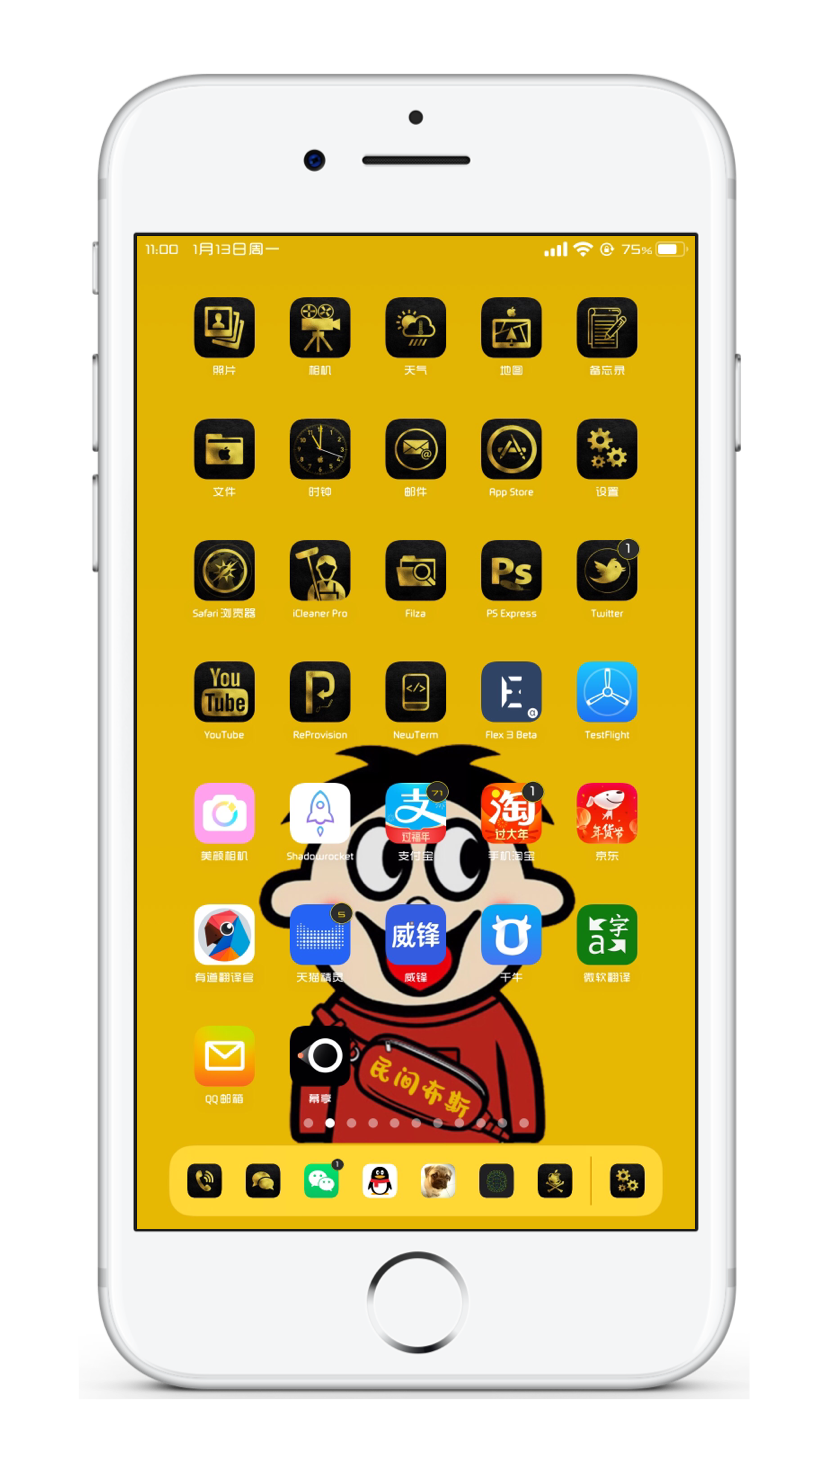 11:00 1月13日周一 75%
照片 相机 天气 地图 备忘录
文件 时钟 邮件 App Store 设置
Ps 1
Safari 浏览器 iCleaner Pro Filza PS Express Twitter
You
Tube
YouTube ReProvision NewTerm Flex 3 Beta TestFlight
支 71 淘 1
过福年 过大年 年货节
美颜相机 Shadowrocket 支付宝 手机淘宝 京东
5 威锋 字
a
有道翻译官 天猫精灵 威锋 千牛 微软翻译
民间布斯
QQ邮箱 幕享
1